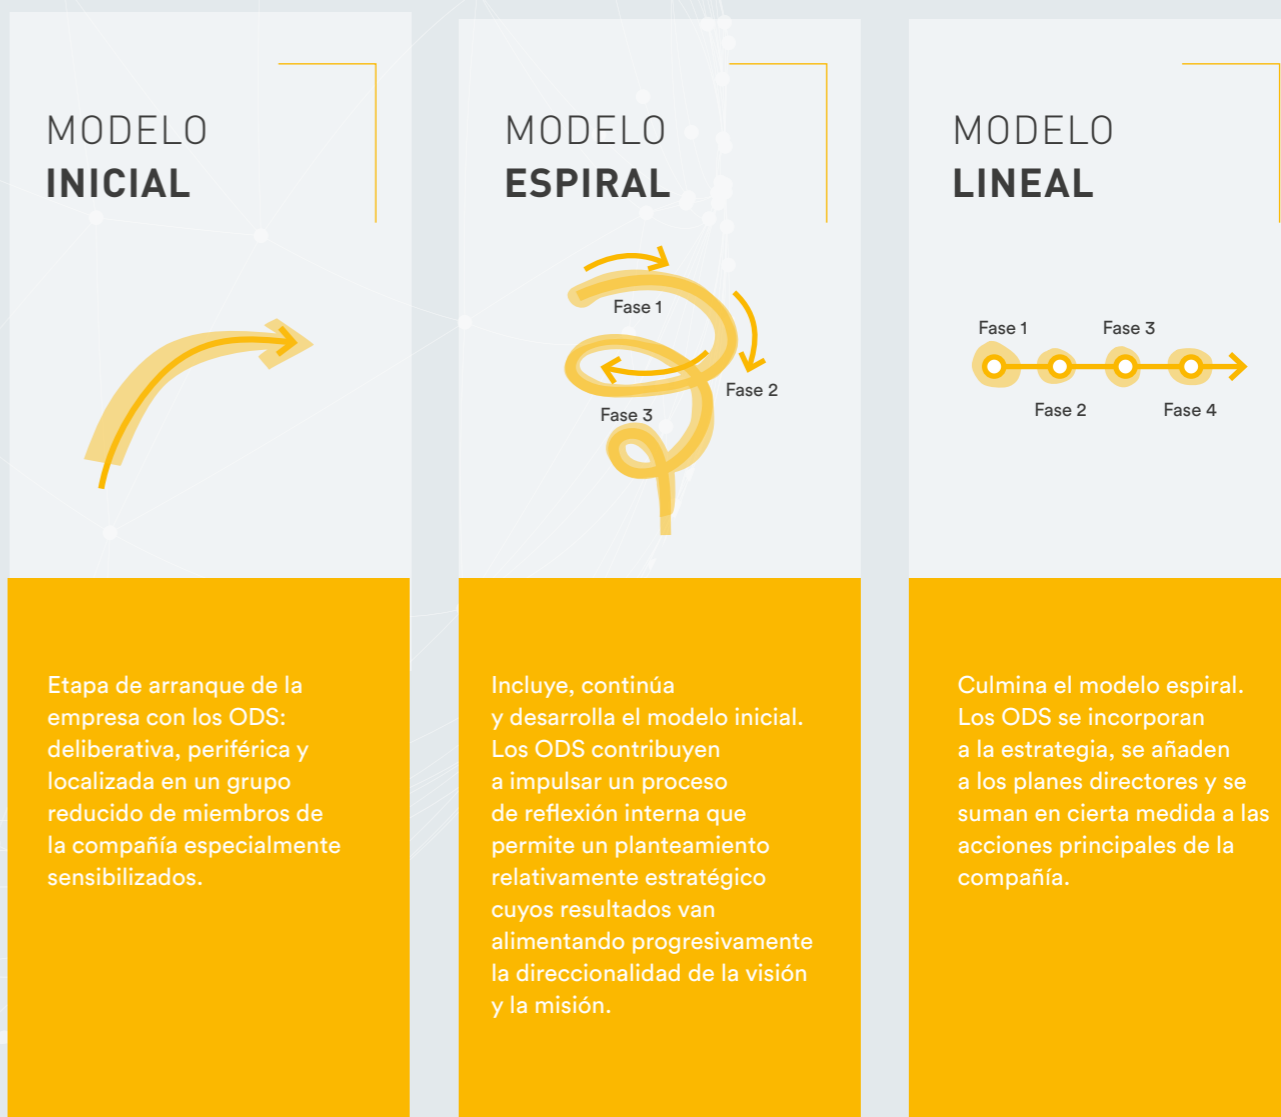 MODELO
INICIAL
Etapa de arranque de la
empresa con los ODS:
deliberativa, periférica y
localizada en un grupo
reducido de miembros de
la compañía especialmente
sensibilizados.
MODELO
ESPIRAL
Fase 1
Fase 2
Fase 3
Incluye, continúa
y desarrolla el modelo inicial.
Los ODS contribuyen
a impulsar un proceso
de reflexión interna que
permite un planteamiento
relativamente estratégico
cuyos resultados van
alimentando progresivamente
la direccionalidad de la visión
y la misión.
MODELO
LINEAL
Fase 1
Fase 3
Fase 2
Fase 4
Culmina el modelo espiral.
Los ODS se incorporan
a la estrategia, se añaden
a los planes directores y se
suman en cierta medida a las
acciones principales de la
compañía.